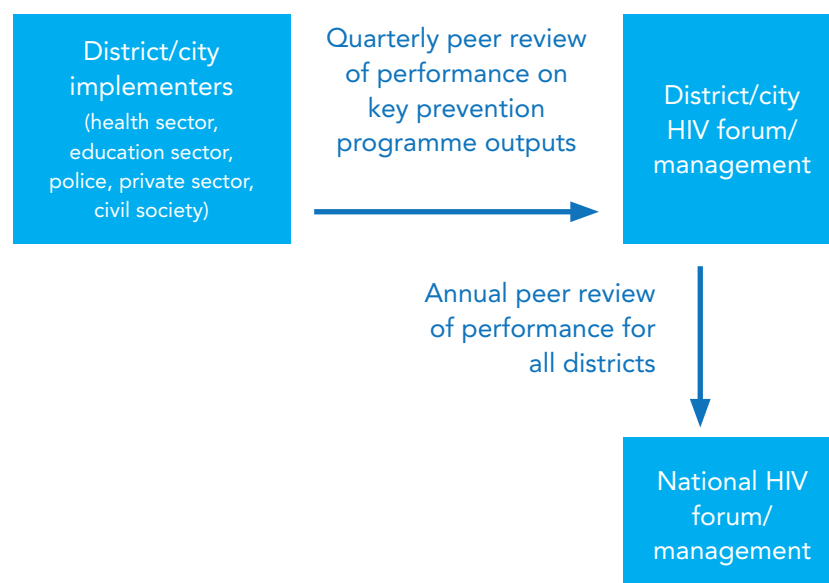 District/city
implementers
(health sector,
education sector,
police, private sector,
civil society)
Quarterly peer review
of performance on
key prevention
programme outputs
District/city
HIV forum/
management
Annual peer review
of performance for
all districts
National HIV
forum/
management